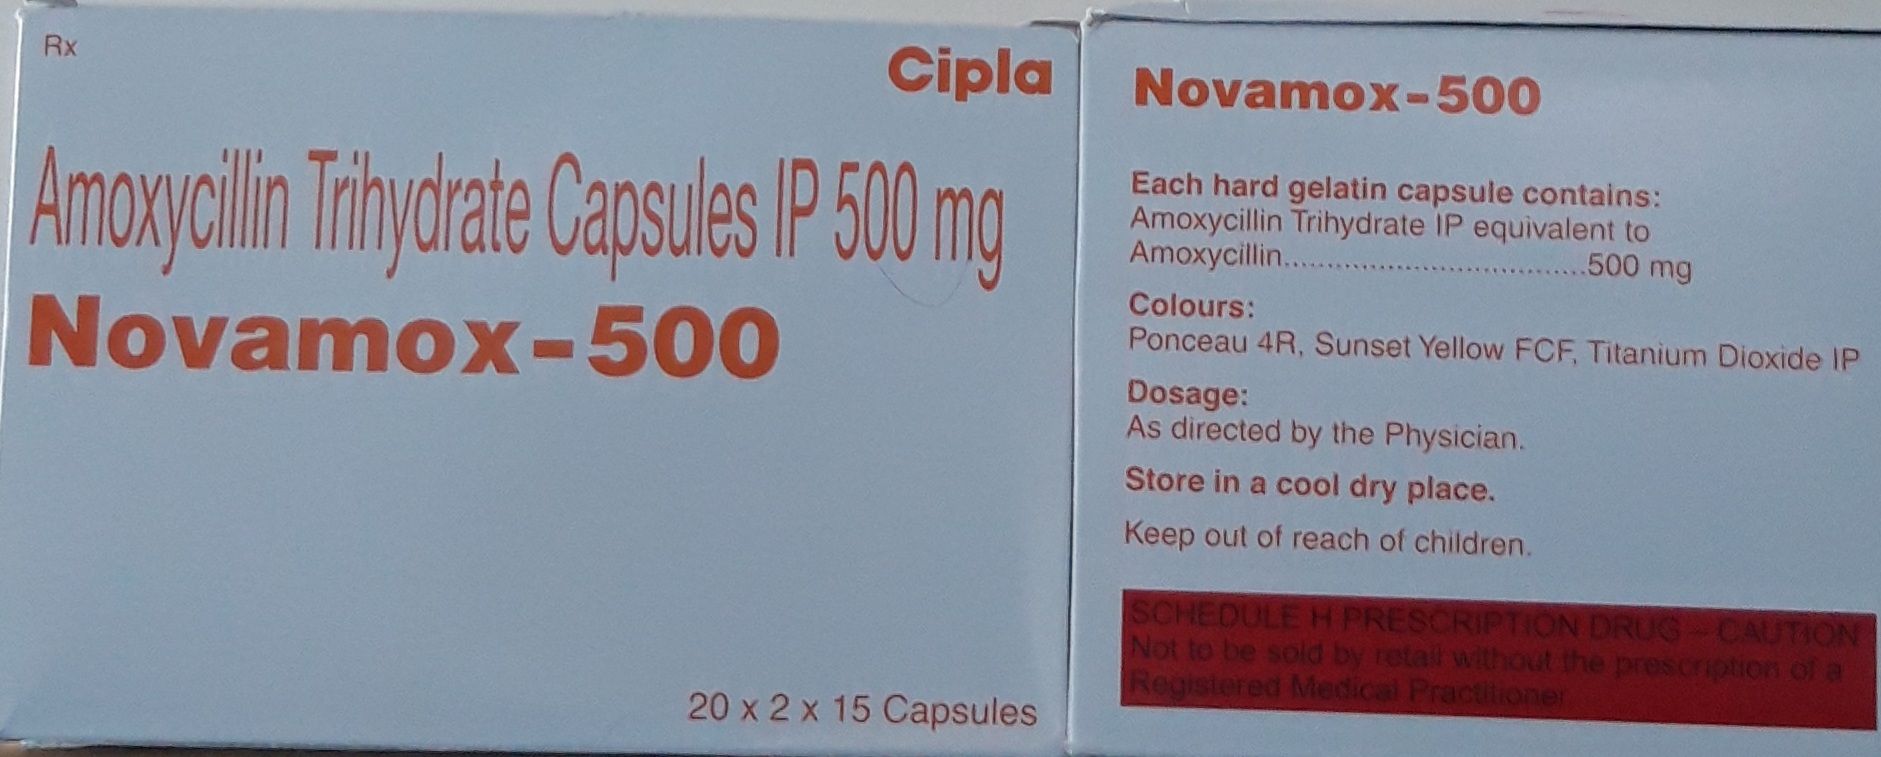 Rx
Cipla
Amoxycillin Trihydrate Capsules IP 500 mg
Novamox-500
20 x 2 x 15 Capsules
Novamox-500
Each hard gelatin capsule contains:
Amoxycillin Trihydrate IP equivalent to
Amoxycillin....................................500 mg
Colours:
Ponceau 4R, Sunset Yellow FCF, Titanium Dioxide IP
Dosage:
As directed by the Physician.
Store in a cool dry place.
Keep out of reach of children.
SCHEDULE H PRESCRIPTION DRUG – CAUTION
Not to be sold by retail without the prescription of a
Registered Medical Practitioner